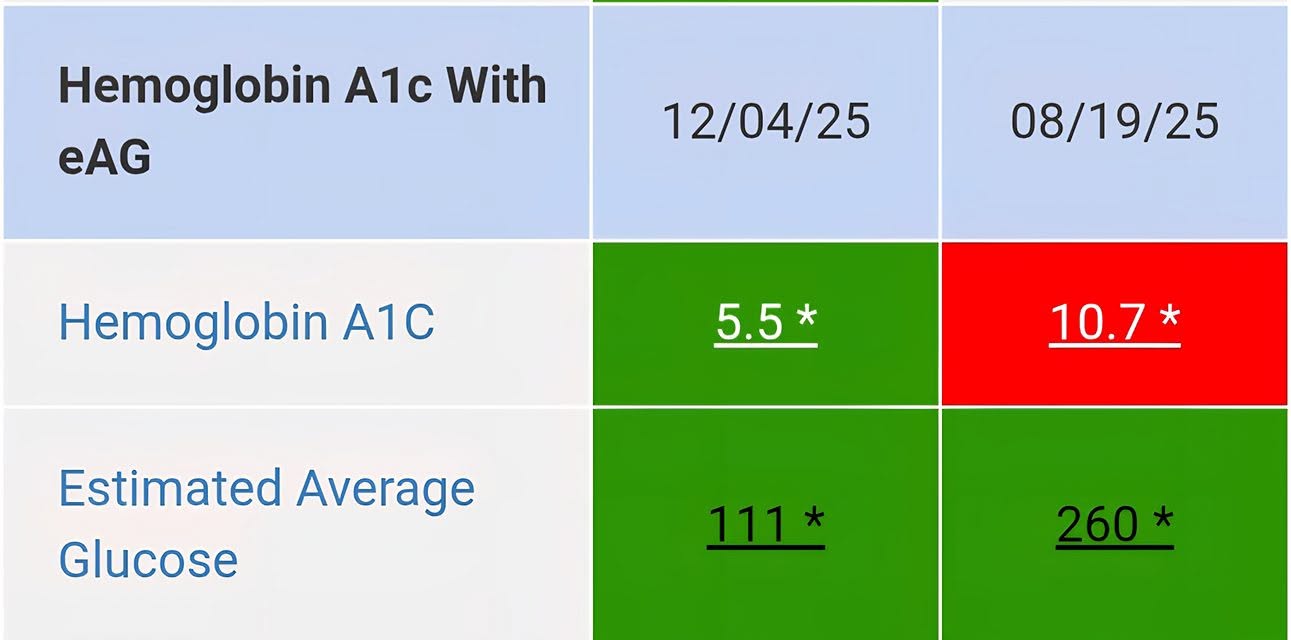 Hemoglobin A1c With
eAG
12/04/25
08/19/25
Hemoglobin A1C
5.5 *
10.7 *
Estimated Average
Glucose
111 *
260 *